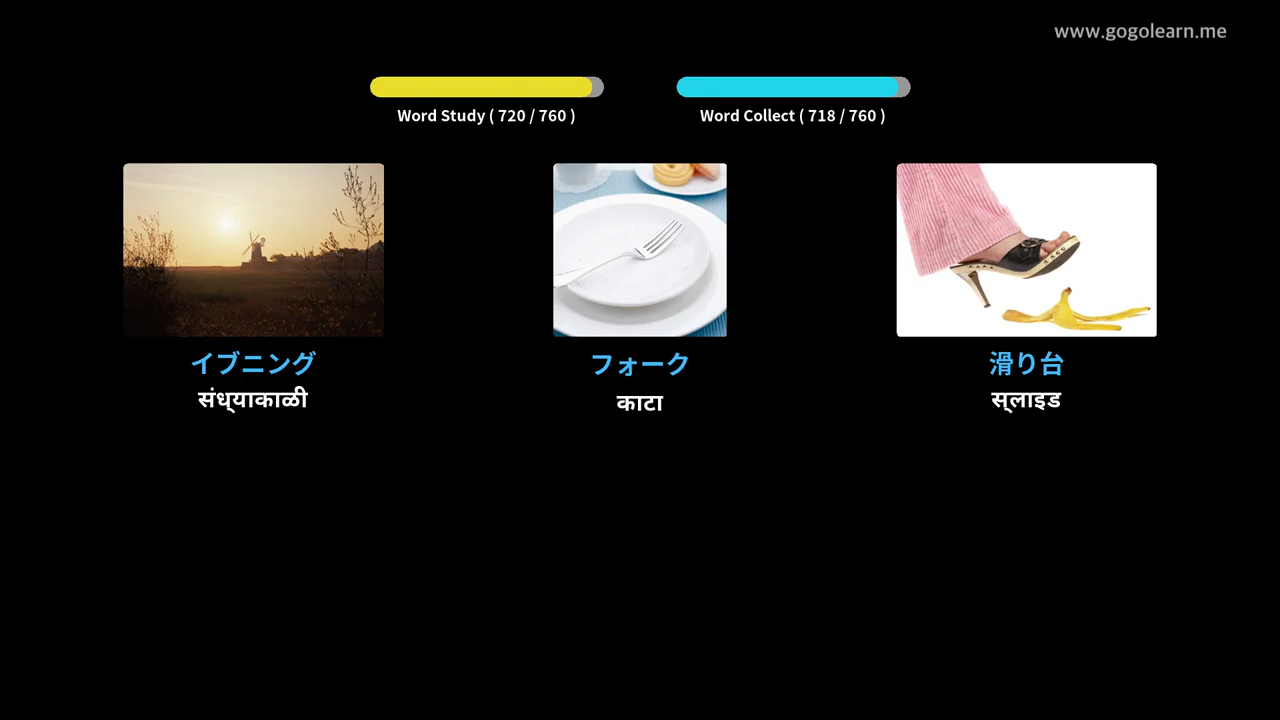 www.gogolearn.me
Word Study ( 720 / 760 )
Word Collect ( 718 / 760 )
イブニング
フォーク
滑り台
संध्याकाळी
काटा
स्लाइड